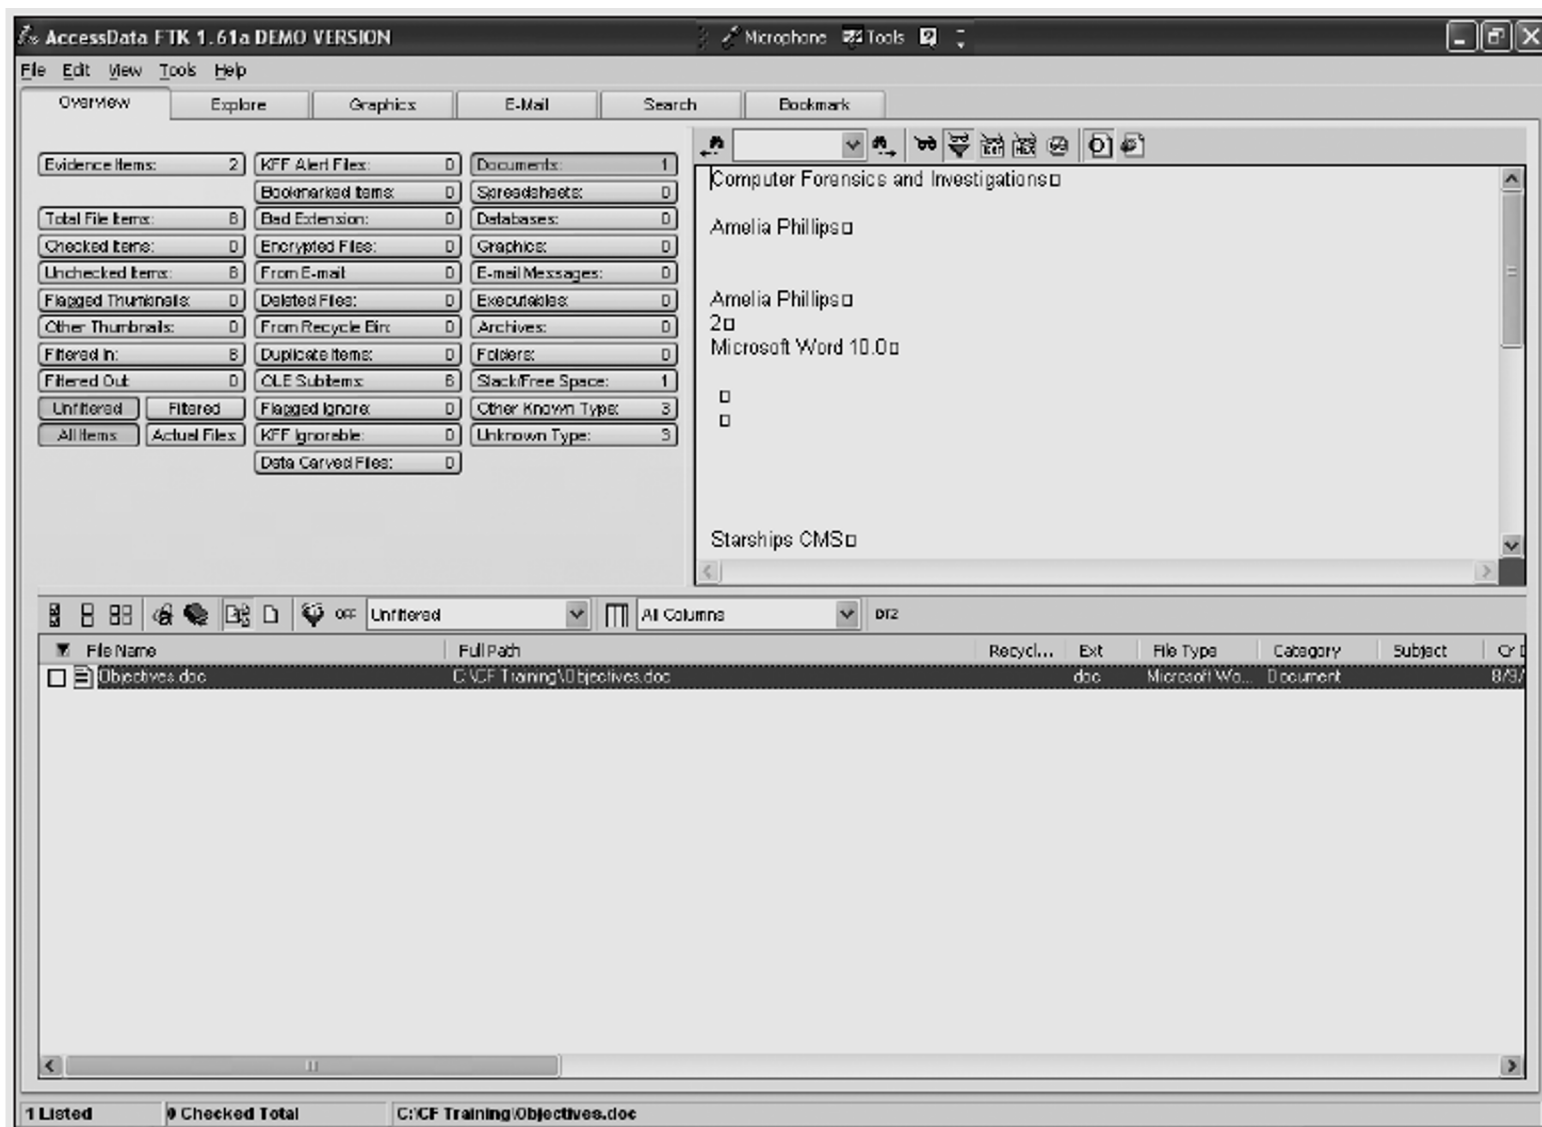 AccessData FTK 1.61a DEMO VERSION
Microphone Tools
File Edit View Tools Help
Overview Explore Graphics E-Mail Search Bookmark
Evidence Items: 2
Total File Items: 8
Checked Items: 0
Unchecked Items: 8
Flagged Thumbnails: 0
Other Thumbnails: 0
Filtered In: 8
Filtered Out: 0
Unfiltered Filtered
All Items Actual Files
KFF Alert Files: 0
Bookmarked Items: 0
Bad Extension: 0
Encrypted Files: 0
From E-mail: 0
Deleted Files: 0
From Recycle Bin: 0
Duplicate Items: 0
OLE Subitems: 6
Flagged Ignore: 0
KFF Ignorable: 0
Data Carved Files: 0
Documents: 1
Spreadsheets: 0
Databases: 0
Graphics: 0
E-mail Messages: 0
Executables: 0
Archives: 0
Folders: 0
Slack/Free Space: 1
Other Known Type: 3
Unknown Type: 3
Computer Forensics and Investigations
Amelia Phillips
Amelia Phillips
2
Microsoft Word 10.0
Starships CMS
OFF Unfiltered All Columns DTZ
File Name Full Path Recycl... Ext File Type Category Subject Cr D
Objectives.doc C:\CF Training\Objectives.doc doc Microsoft Wo... Document 8/9/
1 Listed 0 Checked Total C:\CF Training\Objectives.doc